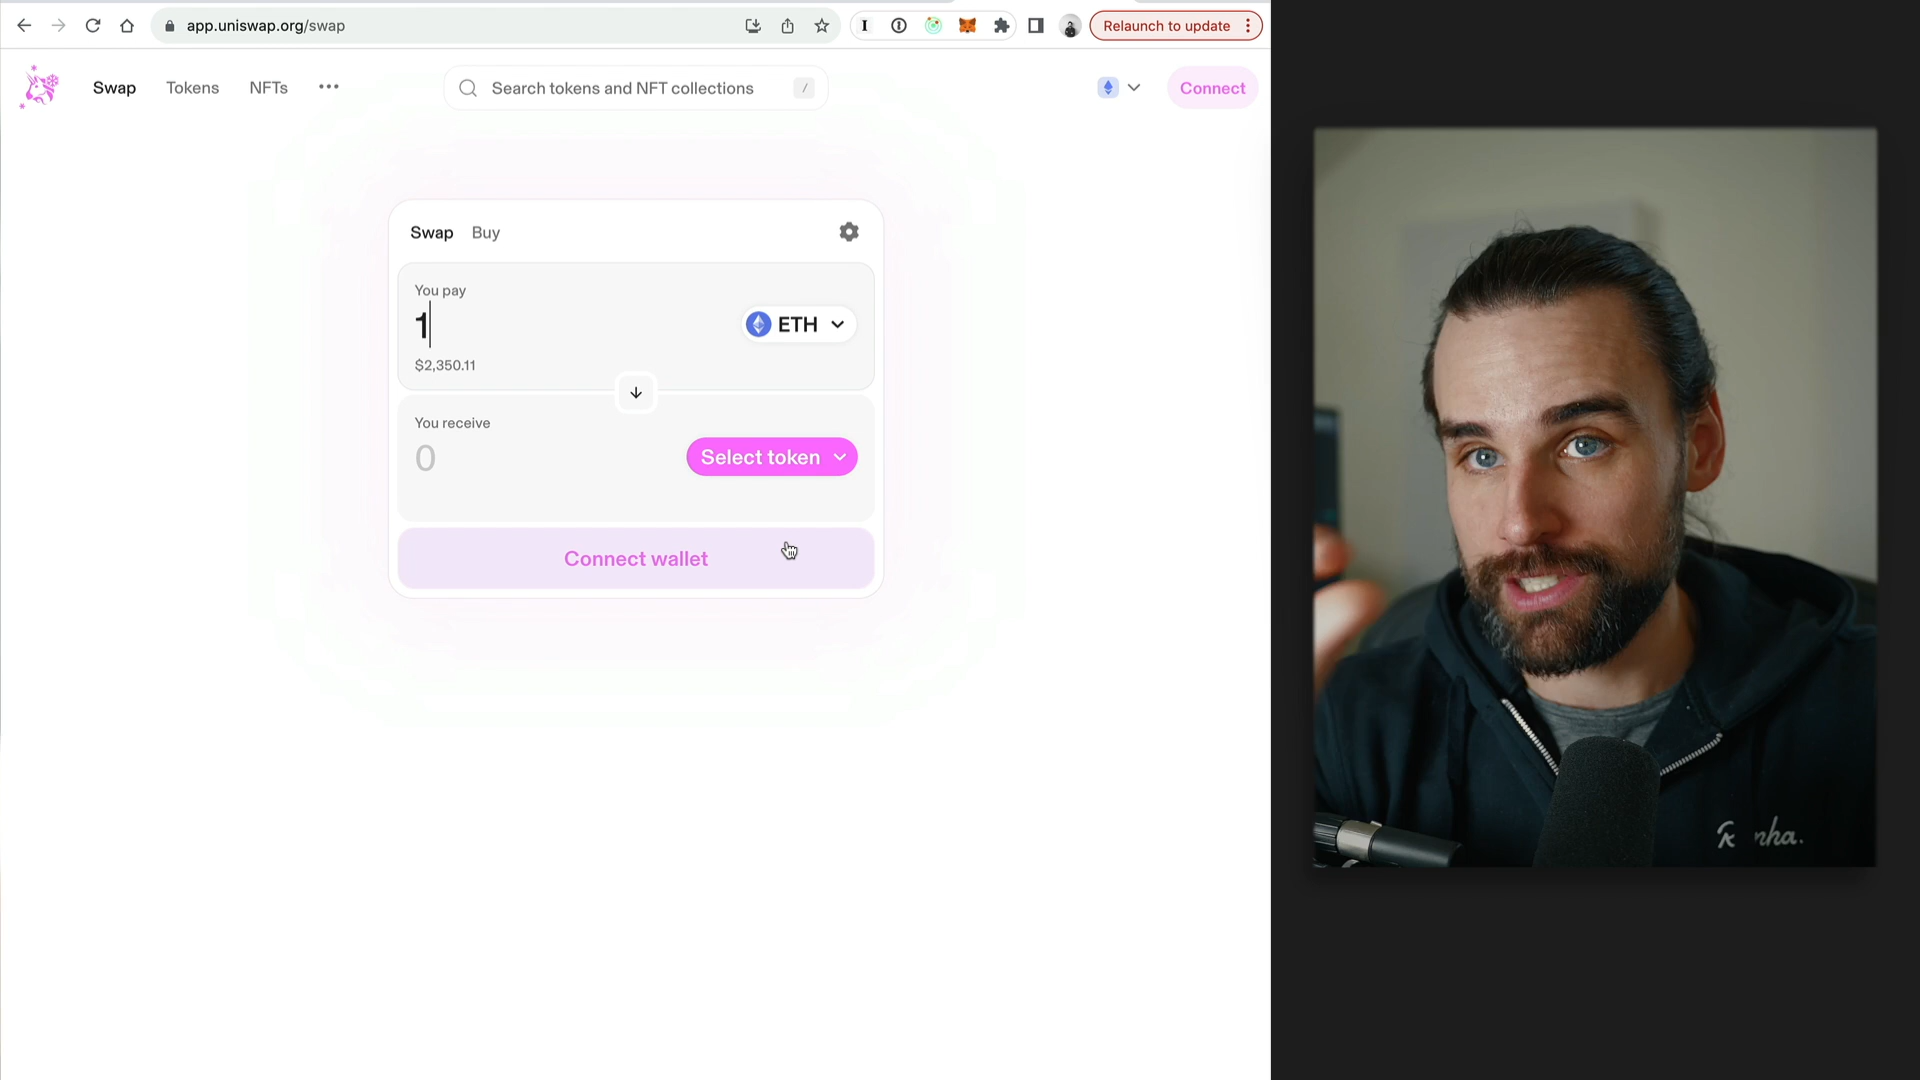 app.uniswap.org/swap
Relaunch to update
Swap
Tokens
NFTs
Search tokens and NFT collections
/
Connect
Swap
Buy
You pay
1
ETH
$2,350.11
You receive
0
Select token
Connect wallet